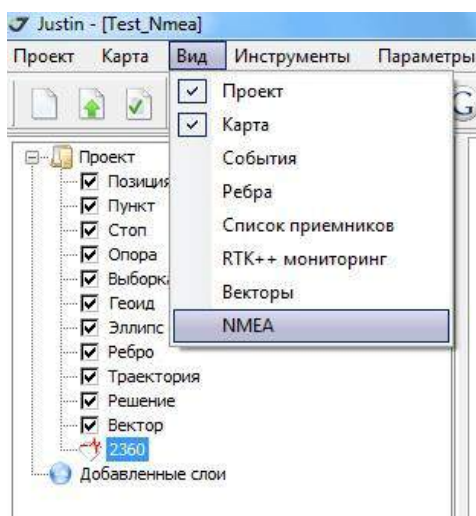 Justin - [Test_Nmea]
Проект Карта Вид Инструменты Параметры
Проект
Карта
События
Ребра
Список приемников
RTK++ мониторинг
Векторы
NMEA
Проект
Позиция
Пункт
Стоп
Опора
Выборка
Геоид
Эллипс
Ребро
Траектория
Решение
Вектор
2360
Добавленные слои